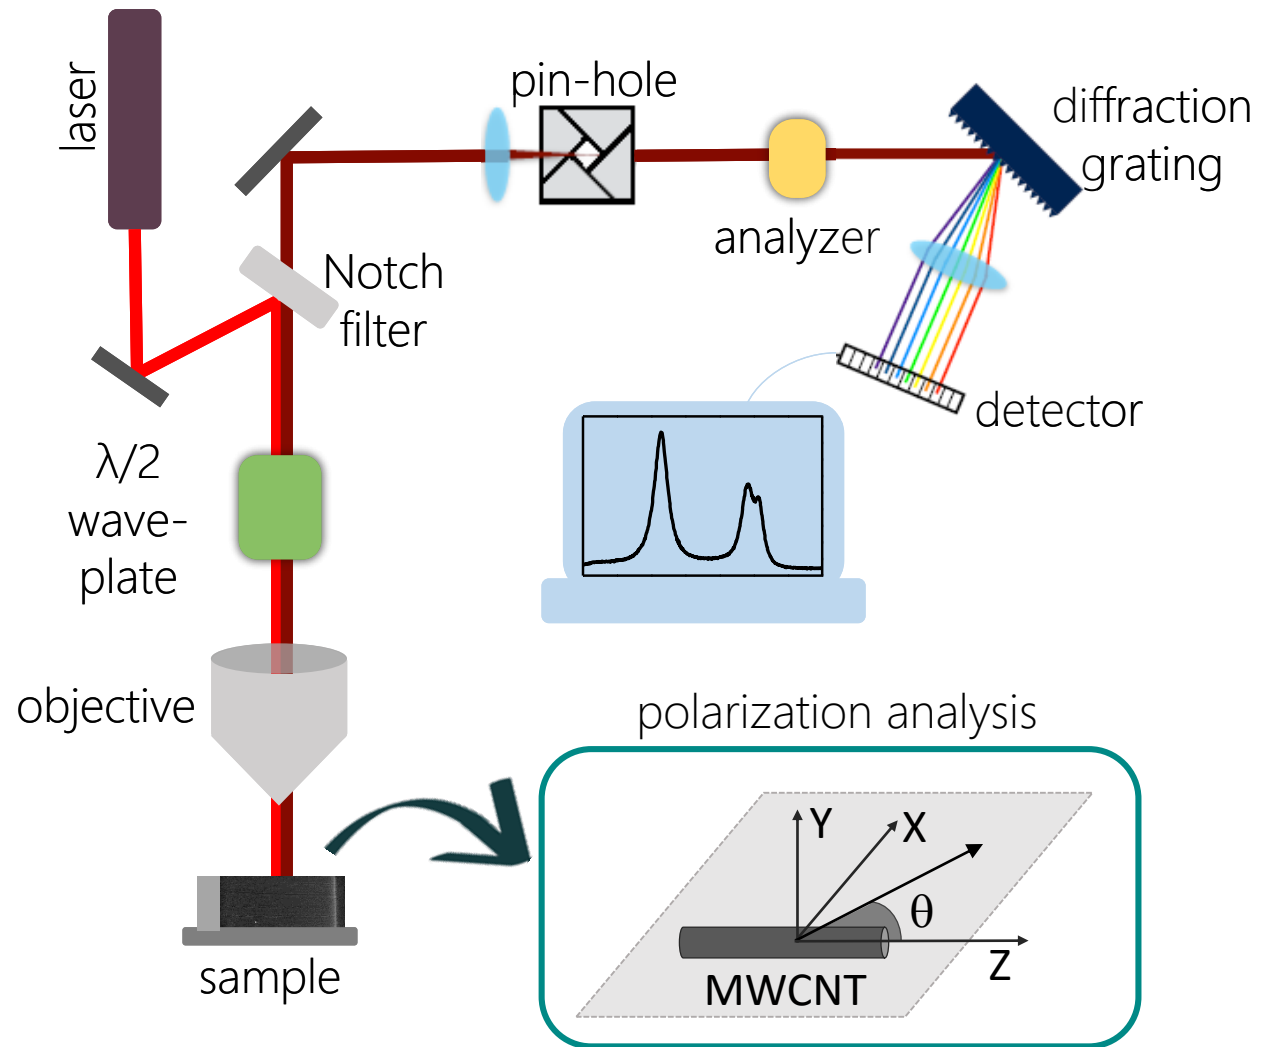 laser
pin-hole
diffraction
grating
analyzer
Notch
filter
detector
λ/2
wave-
plate
objective
polarization analysis
Y
X
θ
Z
MWCNT
sample